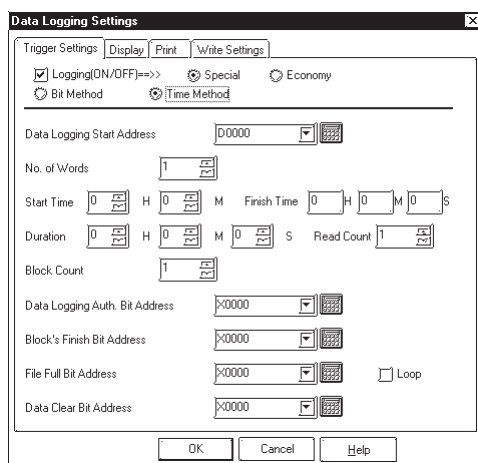 Data Logging Settings
Trigger Settings Display Print Write Settings
Logging(ON/OFF)==>> Special Economy
Bit Method Time Method
Data Logging Start Address D0000
No. of Words 1
Start Time 0 H 0 M Finish Time 0 H 0 M 0 S
Duration 0 H 0 M 0 S Read Count 1
Block Count 1
Data Logging Auth. Bit Address X0000
Block's Finish Bit Address X0000
File Full Bit Address X0000 Loop
Data Clear Bit Address X0000
OK Cancel Help